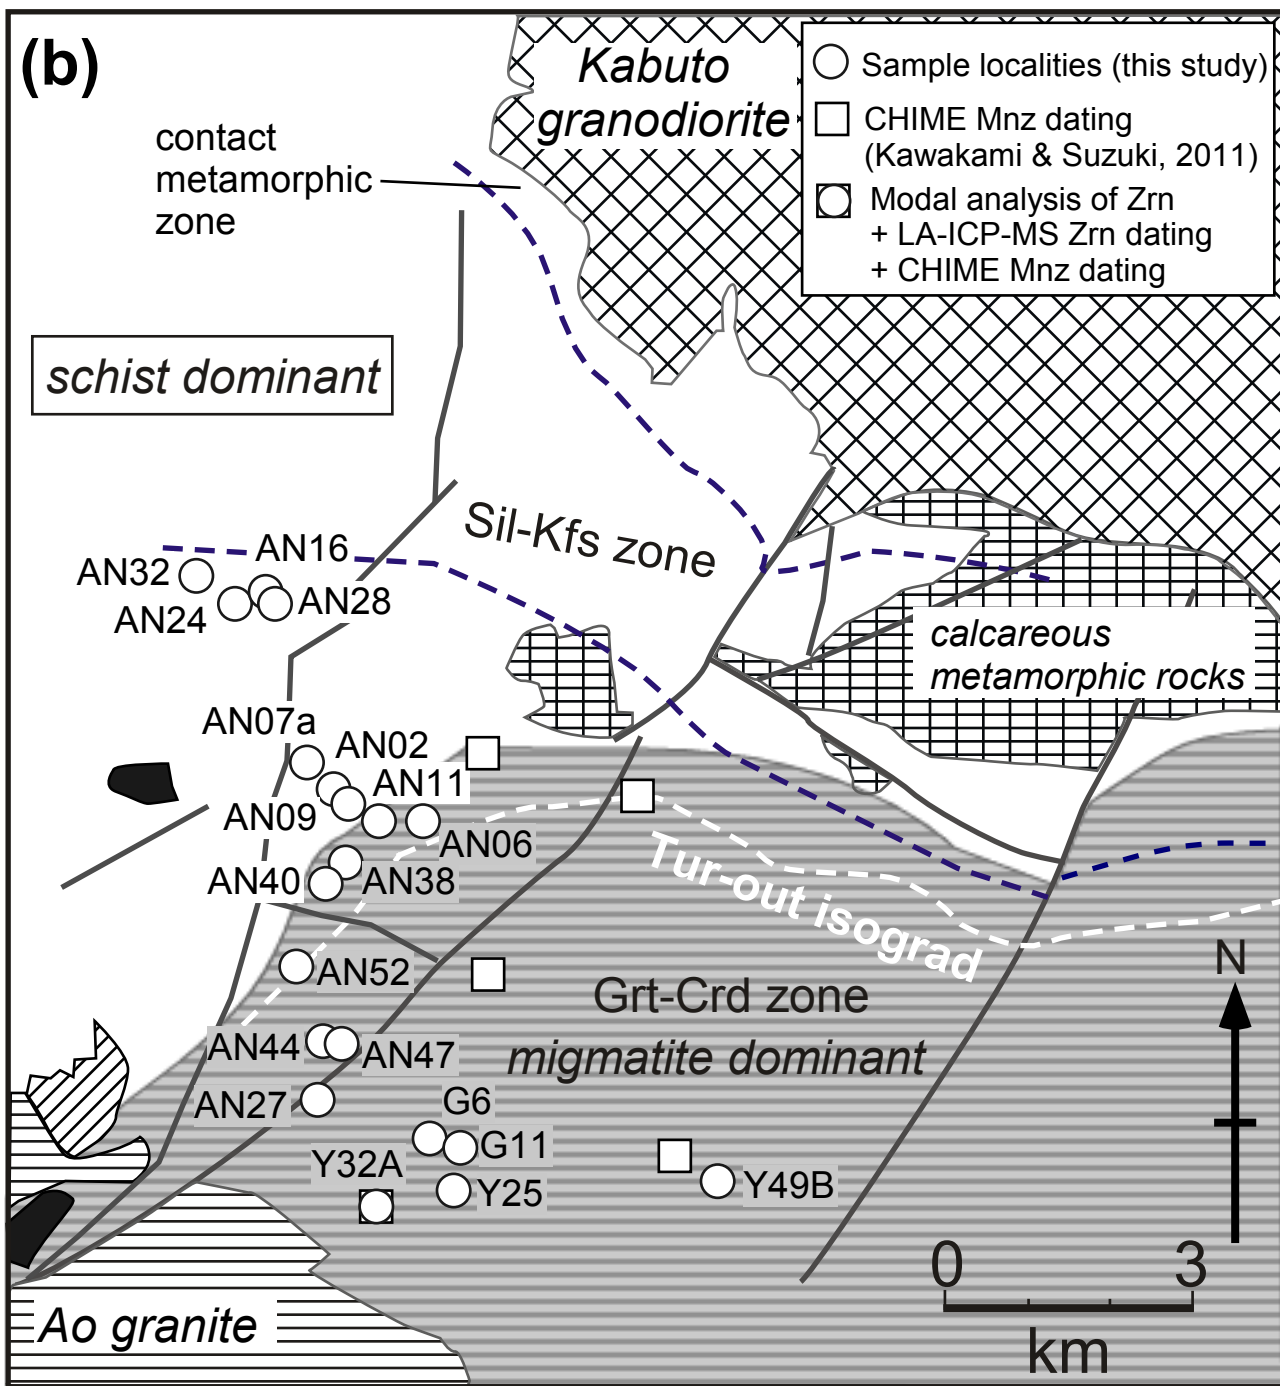 (b)
Kabuto
granodiorite
Sample localities (this study)
CHIME Mnz dating
(Kawakami & Suzuki, 2011)
Modal analysis of Zrn
+ LA-ICP-MS Zrn dating
+ CHIME Mnz dating
contact
metamorphic
zone
schist dominant
Sil-Kfs zone
AN16
AN32
AN28
AN24
calcareous
metamorphic rocks
AN07a
AN02
AN11
AN09
AN06
AN40
AN38
Tur-out isograd
AN52
Grt-Crd zone
migmatite dominant
N
AN44
AN47
AN27
G6
G11
Y32A
Y25
Y49B
0 3
km
Ao granite